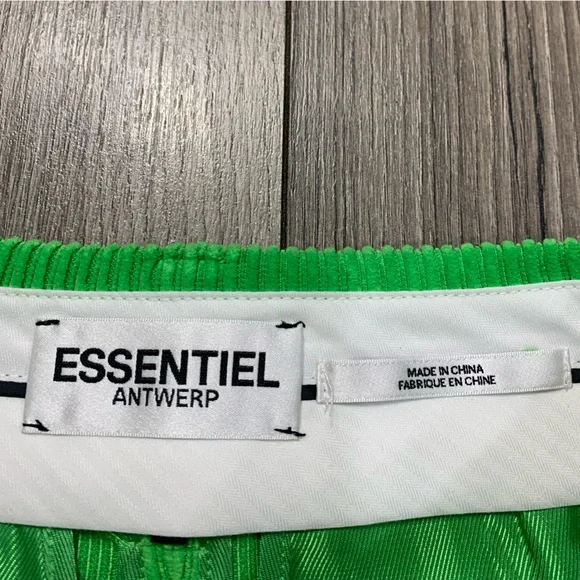 ESSENTIEL
ANTWERP
MADE IN CHINA
FABRIQUE EN CHINE